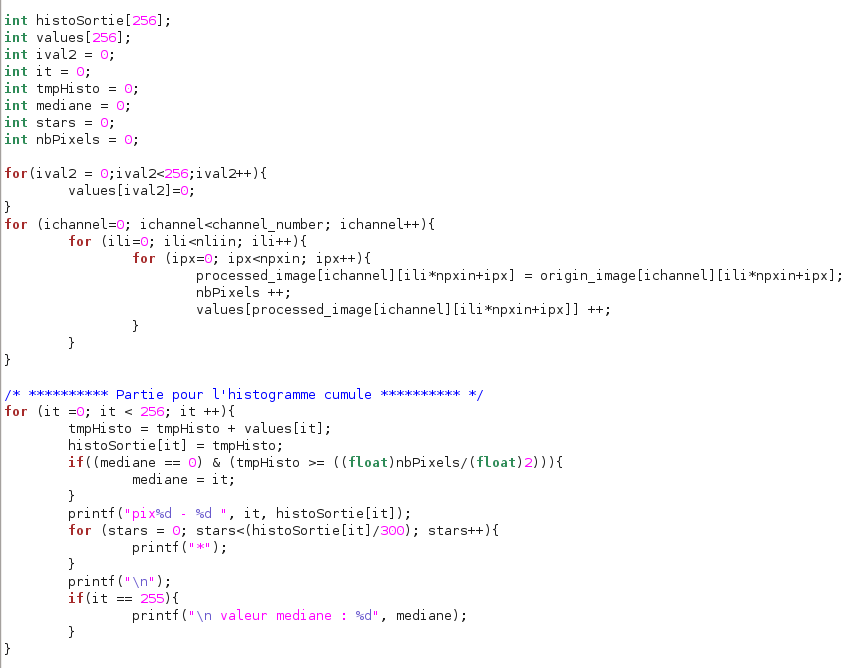 int histoSortie[256];
int values[256];
int ival2 = 0;
int it = 0;
int tmpHisto = 0;
int mediane = 0;
int stars = 0;
int nbPixels = 0;

for(ival2 = 0;ival2<256;ival2++){
        values[ival2]=0;
}
for (ichannel=0; ichannel<channel_number; ichannel++){
        for (ili=0; ili<nliin; ili++){
                for (ipx=0; ipx<npxin; ipx++){
                        processed_image[ichannel][ili*npxin+ipx] = origin_image[ichannel][ili*npxin+ipx];
                        nbPixels ++;
                        values[processed_image[ichannel][ili*npxin+ipx]] ++;
                }
        }
}

/* ********** Partie pour l'histogramme cumule ********** */
for (it =0; it < 256; it ++){
        tmpHisto = tmpHisto + values[it];
        histoSortie[it] = tmpHisto;
        if((mediane == 0) & (tmpHisto >= ((float)nbPixels/(float)2))){
                mediane = it;
        }
        printf("pix%d - %d ", it, histoSortie[it]);
        for (stars = 0; stars<(histoSortie[it]/300); stars++){
                printf("*");
        }
        printf("\n");
        if(it == 255){
                printf("\n valeur mediane : %d", mediane);
        }
}